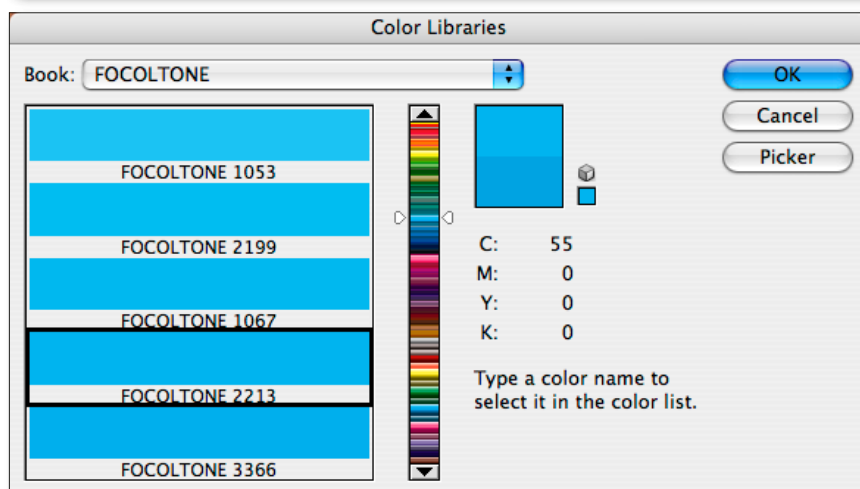 Color Libraries
Book: FOCOLTONE
OK
Cancel
Picker
FOCOLTONE 1053
FOCOLTONE 2199
FOCOLTONE 1067
FOCOLTONE 2213
FOCOLTONE 3366
C: 55
M: 0
Y: 0
K: 0
Type a color name to
select it in the color list.